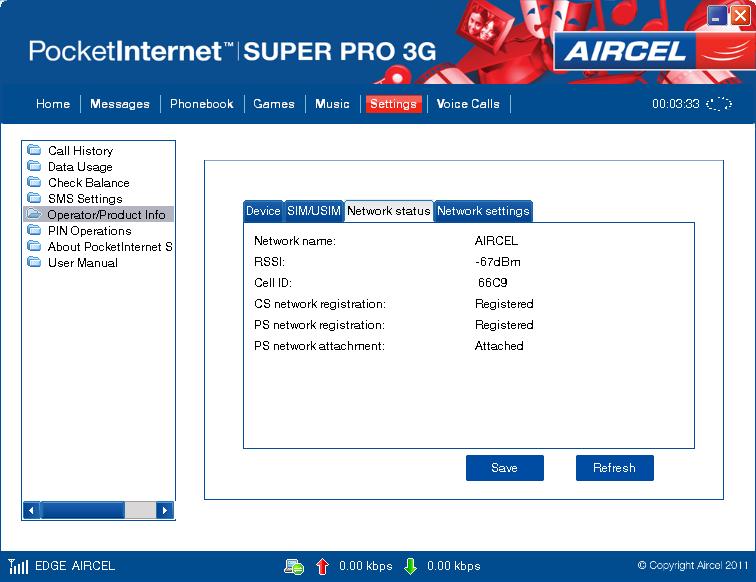 PocketInternet™ | SUPER PRO 3G
AIRCEL
Home Messages Phonebook Games Music Settings Voice Calls 00:03:33
Call History
Data Usage
Check Balance
SMS Settings
Operator/Product Info
PIN Operations
About PocketInternet S
User Manual
Device SIM/USIM Network status Network settings
Network name: AIRCEL
RSSI: -67dBm
Cell ID: 66C9
CS network registration: Registered
PS network registration: Registered
PS network attachment: Attached
Save Refresh
EDGE AIRCEL 0.00 kbps 0.00 kbps © Copyright Aircel 2011